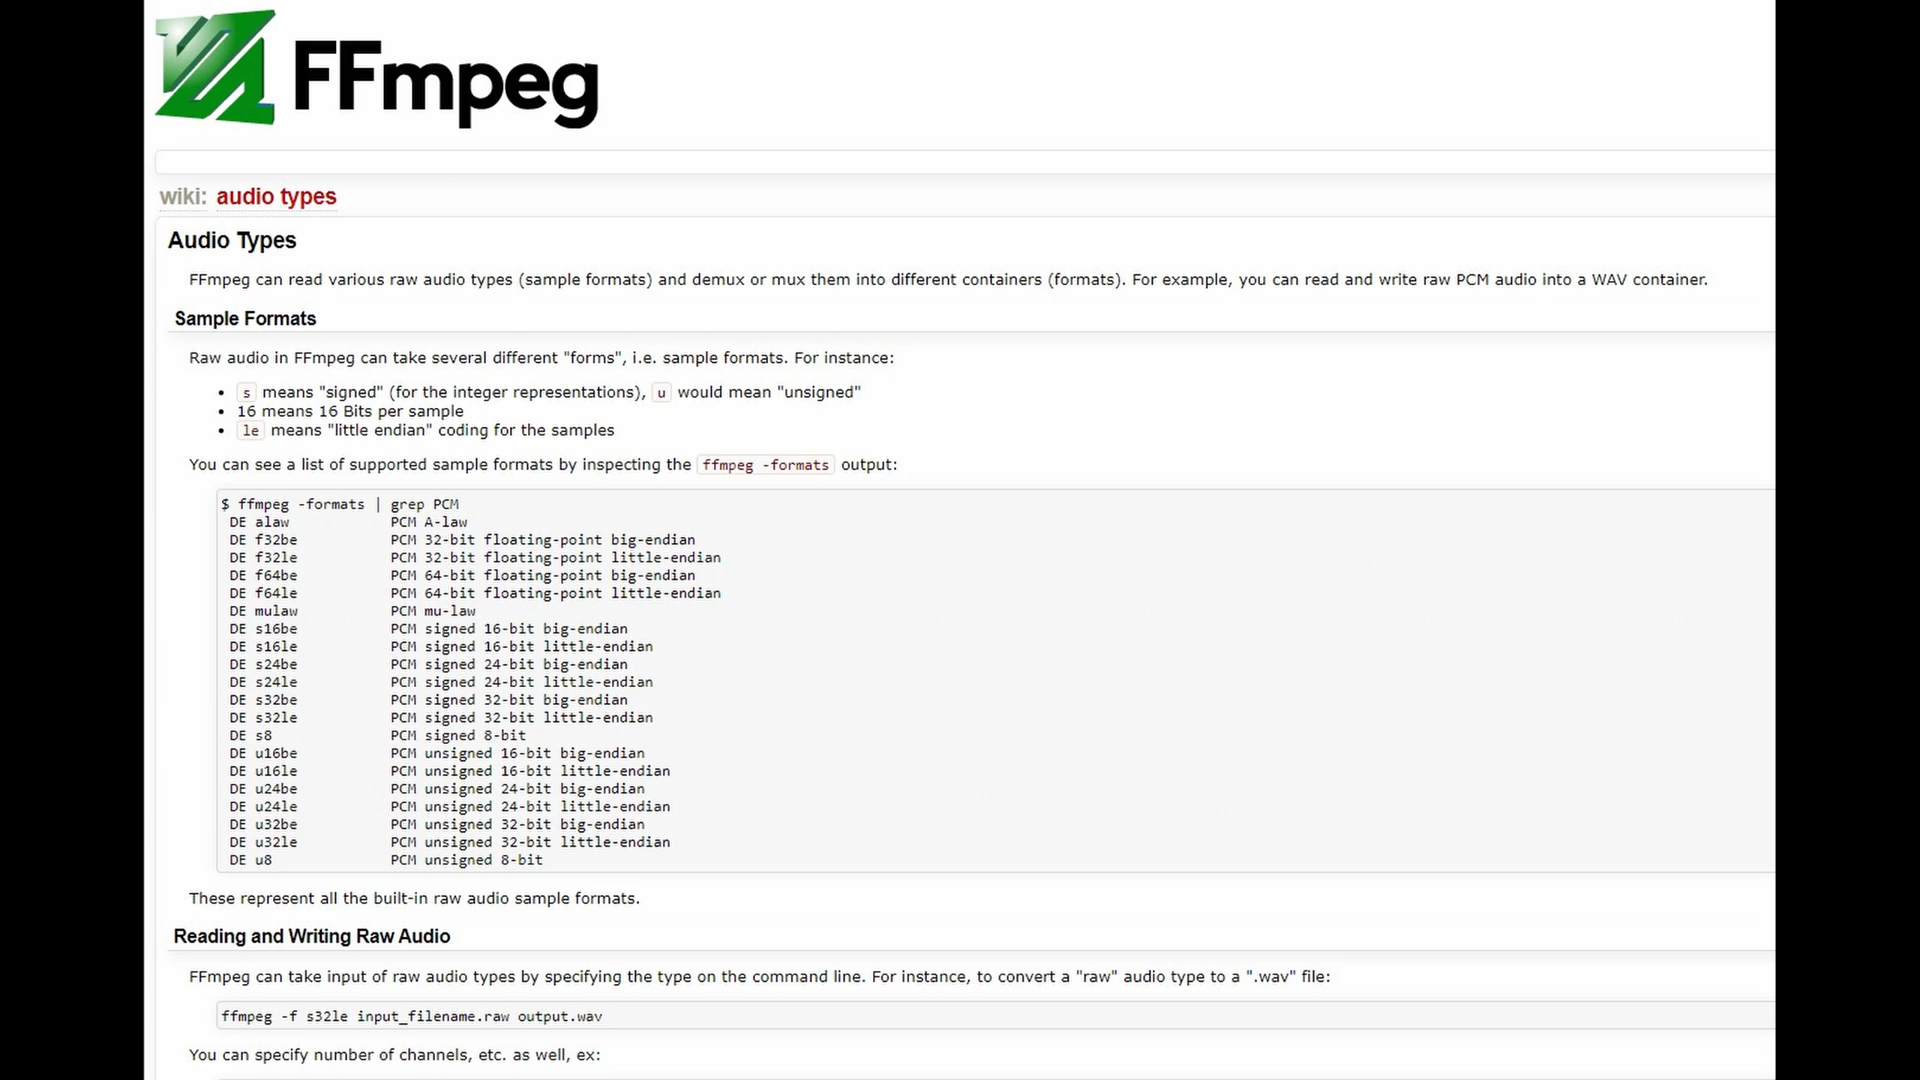 FFmpeg
wiki: audio types
Audio Types
FFmpeg can read various raw audio types (sample formats) and demux or mux them into different containers (formats). For example, you can read and write raw PCM audio into a WAV container.
Sample Formats
Raw audio in FFmpeg can take several different "forms", i.e. sample formats. For instance:
• s means "signed" (for the integer representations), u would mean "unsigned"
• 16 means 16 Bits per sample
• le means "little endian" coding for the samples
You can see a list of supported sample formats by inspecting the ffmpeg -formats output:
$ ffmpeg -formats | grep PCM
DE alaw PCM A-law
DE f32be PCM 32-bit floating-point big-endian
DE f32le PCM 32-bit floating-point little-endian
DE f64be PCM 64-bit floating-point big-endian
DE f64le PCM 64-bit floating-point little-endian
DE mulaw PCM mu-law
DE s16be PCM signed 16-bit big-endian
DE s16le PCM signed 16-bit little-endian
DE s24be PCM signed 24-bit big-endian
DE s24le PCM signed 24-bit little-endian
DE s32be PCM signed 32-bit big-endian
DE s32le PCM signed 32-bit little-endian
DE s8 PCM signed 8-bit
DE u16be PCM unsigned 16-bit big-endian
DE u16le PCM unsigned 16-bit little-endian
DE u24be PCM unsigned 24-bit big-endian
DE u24le PCM unsigned 24-bit little-endian
DE u32be PCM unsigned 32-bit big-endian
DE u32le PCM unsigned 32-bit little-endian
DE u8 PCM unsigned 8-bit
These represent all the built-in raw audio sample formats.
Reading and Writing Raw Audio
FFmpeg can take input of raw audio types by specifying the type on the command line. For instance, to convert a "raw" audio type to a ".wav" file:
ffmpeg -f s32le input_filename.raw output.wav
You can specify number of channels, etc. as well, ex: